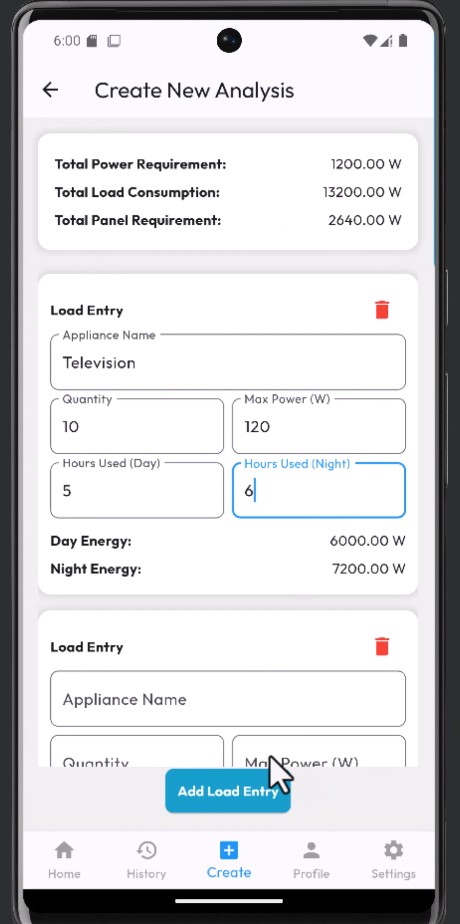 6:00
Create New Analysis
Total Power Requirement: 1200.00 W
Total Load Consumption: 13200.00 W
Total Panel Requirement: 2640.00 W
Load Entry
Appliance Name
Television
Quantity Max Power (W)
10 120
Hours Used (Day) Hours Used (Night)
5 6
Day Energy: 6000.00 W
Night Energy: 7200.00 W
Load Entry
Appliance Name
Quantity Max Power (W)
Add Load Entry
Home History Create Profile Settings